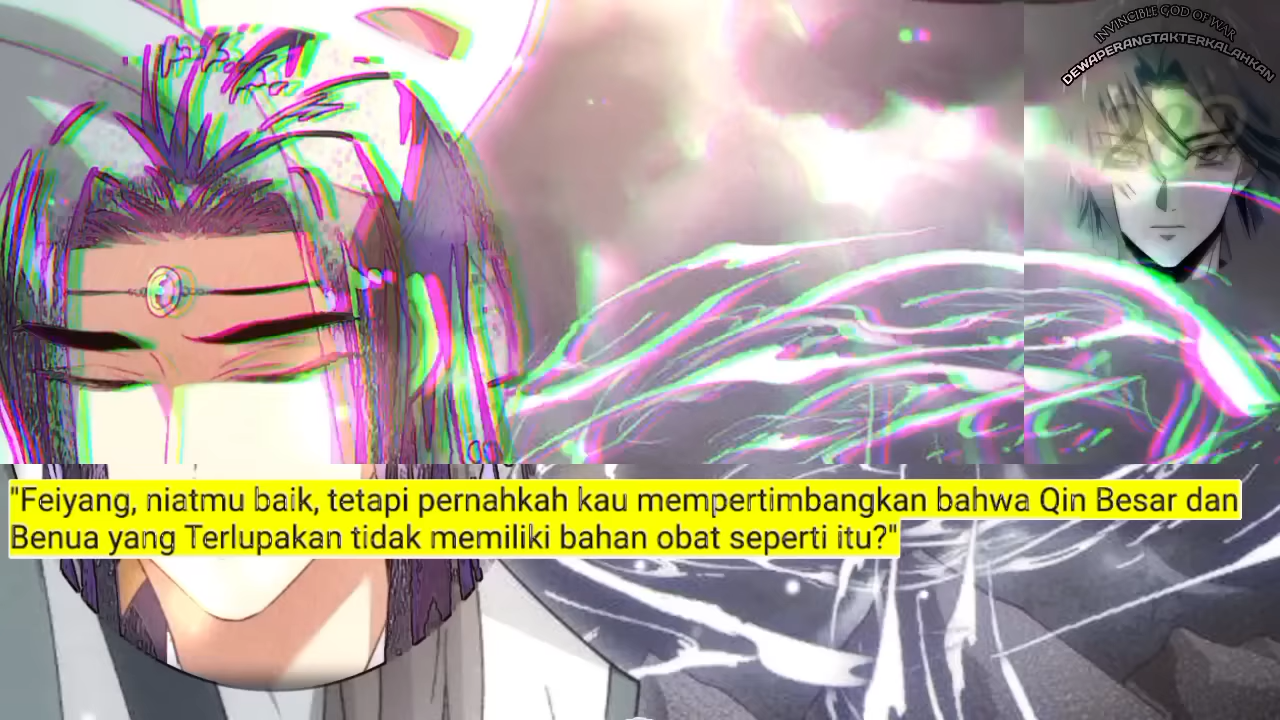 INVINCIBLE GOD OF WAR
DEWAPERANGTAKTERKALAHKAN
"Feiyang, niatmu baik, tetapi pernahkah kau mempertimbangkan bahwa Qin Besar dan
Benua yang Terlupakan tidak memiliki bahan obat seperti itu?"